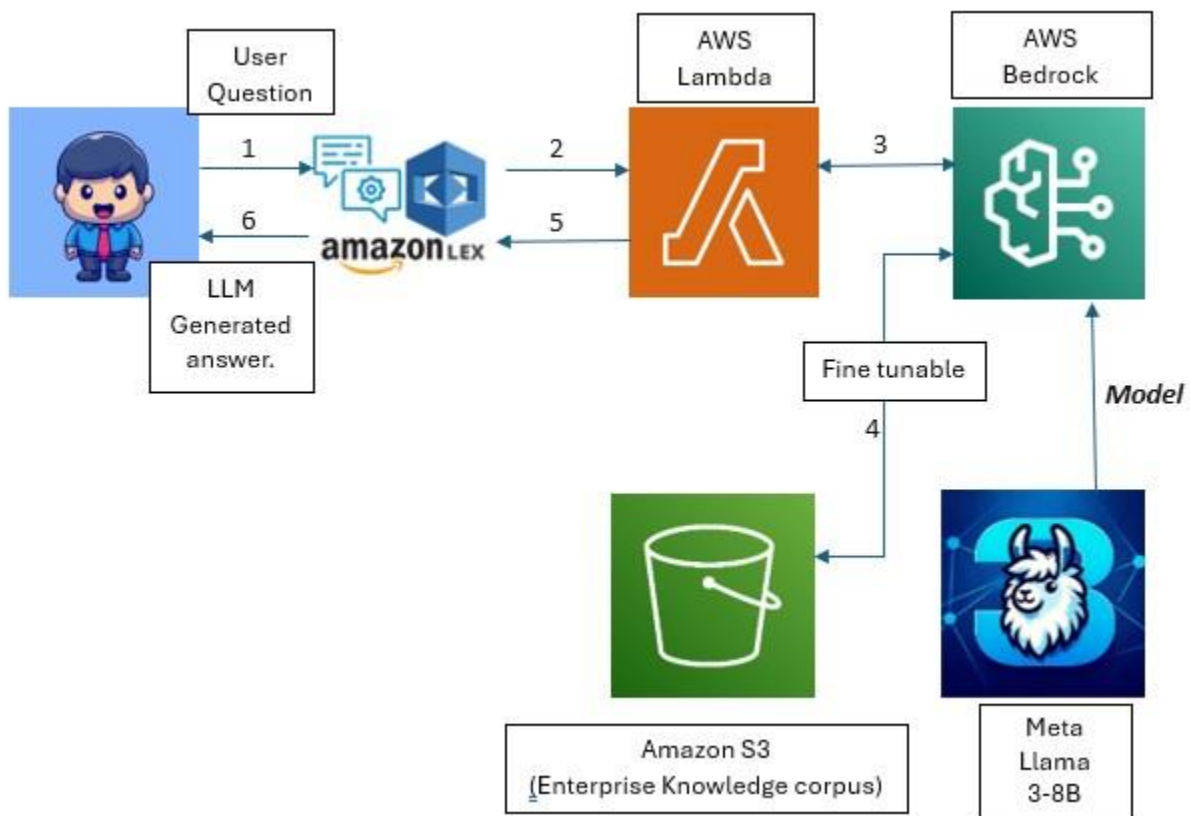 User
Question
AWS
Lambda
AWS
Bedrock
1
2
3
6
5
amazon LEX
LLM
Generated
answer.
Fine tunable
Model
4
Amazon S3
(Enterprise Knowledge corpus)
Meta
Llama
3-8B
3